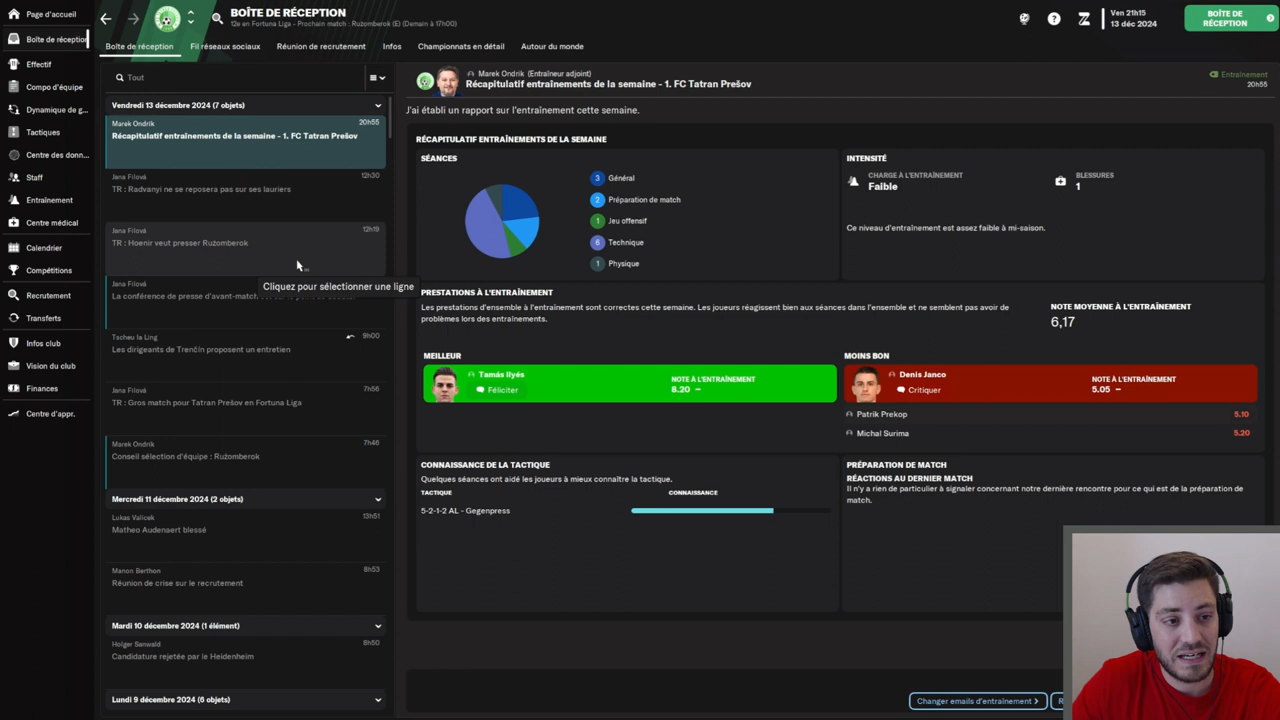 Page d'accueil
BOÎTE DE RÉCEPTION
12e en Fortuna Liga - Prochain match : Ružomberok (E) (Demain à 17h00)
Ven 21h15
13 déc 2024
BOÎTE DE RÉCEPTION
Boîte de réception
Effectif
Compo d'équipe
Dynamique de g...
Tactiques
Centre des donn...
Staff
Entraînement
Centre médical
Calendrier
Compétitions
Recrutement
Transferts
Infos club
Vision du club
Finances
Centre d'appr.
Boîte de réception
Fil réseaux sociaux
Réunion de recrutement
Infos
Championnats en détail
Autour du monde
Tout
Vendredi 13 décembre 2024 (7 objets)
Marek Ondrik 20h55
Récapitulatif entraînements de la semaine - 1. FC Tatran Prešov
Jana Filová 12h30
TR : Radvanyi ne se reposera pas sur ses lauriers
Jana Filová 12h19
TR : Hoenir veut presser Ružomberok
Cliquez pour sélectionner une ligne
Jana Filová
La conférence de presse d'avant-match
Tscheu la Ling 9h00
Les dirigeants de Trenčín proposent un entretien
Jana Filová 7h56
TR : Gros match pour Tatran Prešov en Fortuna Liga
Marek Ondrik 7h46
Conseil sélection d'équipe : Ružomberok
Mercredi 11 décembre 2024 (2 objets)
Lukas Valicek 13h51
Matheo Audenaert blessé
Manon Berthon 8h53
Réunion de crise sur le recrutement
Mardi 10 décembre 2024 (1 élément)
Holger Sanwald 8h50
Candidature rejetée par le Heidenheim
Lundi 9 décembre 2024 (6 objets)
Marek Ondrik (Entraîneur adjoint)
Récapitulatif entraînements de la semaine - 1. FC Tatran Prešov
Entraînement
20h55
J'ai établi un rapport sur l'entraînement cette semaine.
RÉCAPITULATIF ENTRAÎNEMENTS DE LA SEMAINE
SÉANCES
3 Général
2 Préparation de match
1 Jeu offensif
6 Technique
1 Physique
INTENSITÉ
CHARGE À L'ENTRAÎNEMENT
Faible
BLESSURES
1
Ce niveau d'entraînement est assez faible à mi-saison.
PRESTATIONS À L'ENTRAÎNEMENT
Les prestations d'ensemble à l'entraînement sont correctes cette semaine. Les joueurs réagissent bien aux séances dans l'ensemble et ne semblent pas avoir de
problèmes lors des entraînements.
NOTE MOYENNE À L'ENTRAÎNEMENT
6,17
MEILLEUR
Tamás Ilyés
Féliciter
NOTE À L'ENTRAÎNEMENT
8.20 –
MOINS BON
Denis Janco
Critiquer
NOTE À L'ENTRAÎNEMENT
5.05 –
Patrik Prekop 5.10
Michal Surima 5.20
CONNAISSANCE DE LA TACTIQUE
Quelques séances ont aidé les joueurs à mieux connaître la tactique.
TACTIQUE CONNAISSANCE
5-2-1-2 AL - Gegenpress
PRÉPARATION DE MATCH
RÉACTIONS AU DERNIER MATCH
Il n'y a rien de particulier à signaler concernant notre dernière rencontre pour ce qui est de la préparation de
match.
Changer emails d'entraînement